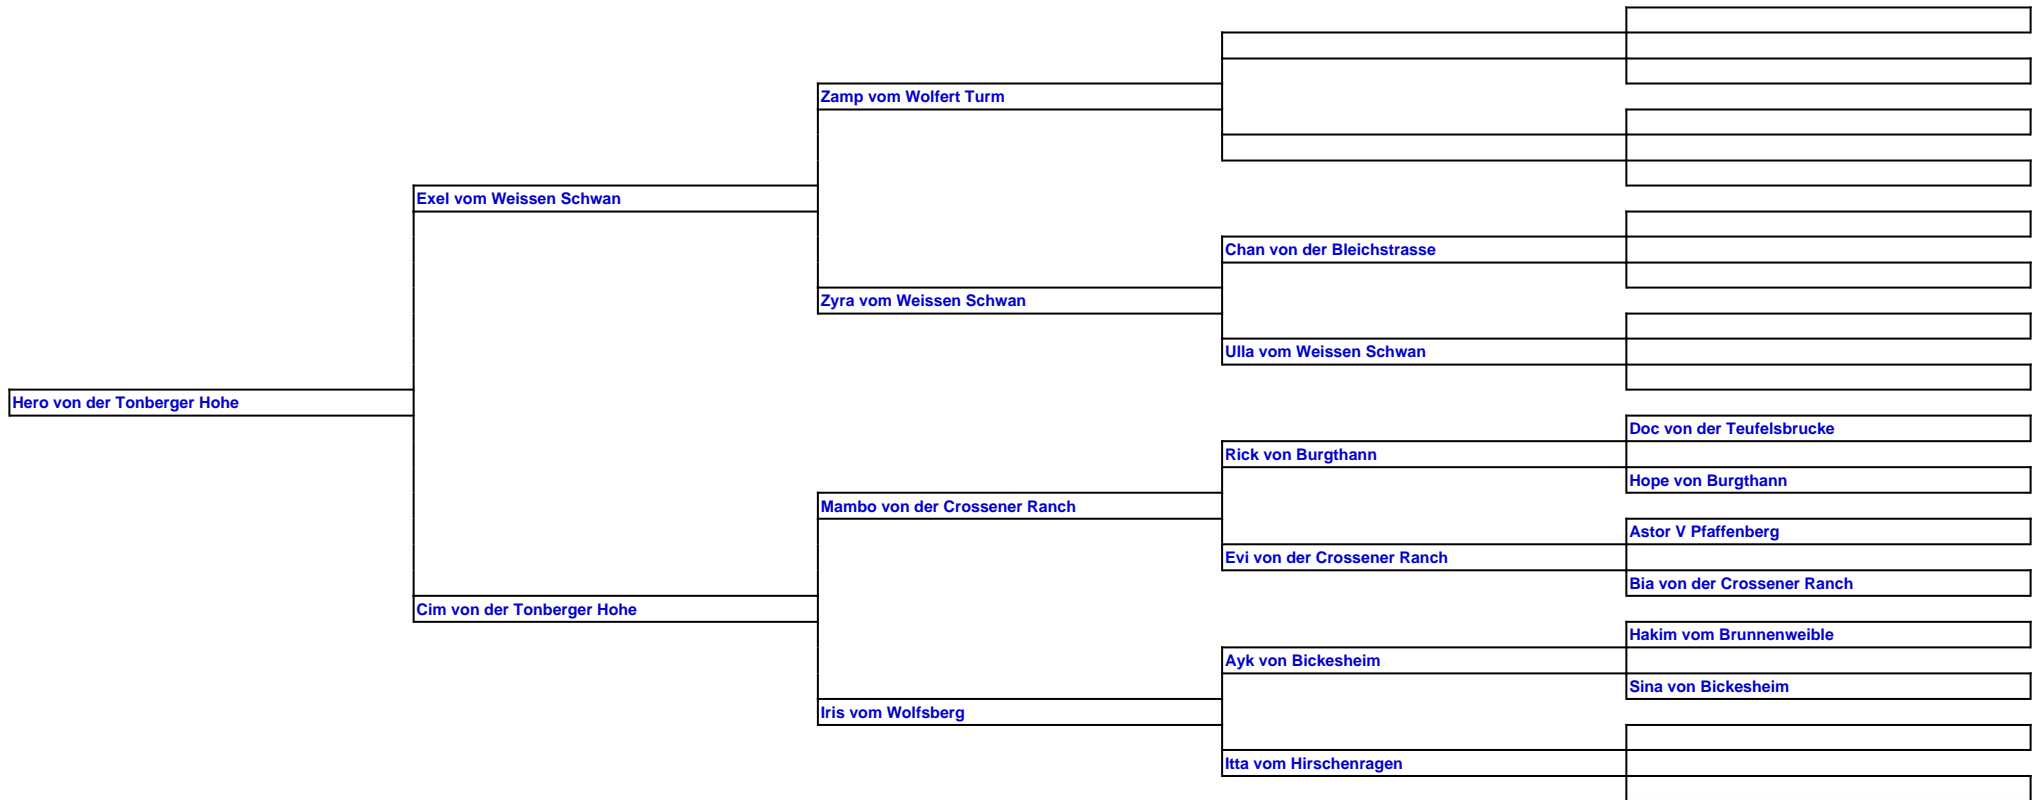 Zamp vom Wolfert Turm
Exel vom Weissen Schwan
Chan von der Bleichstrasse
Zyra vom Weissen Schwan
Ulla vom Weissen Schwan
Hero von der Tonberger Hohe
Doc von der Teufelsbrucke
Rick von Burgthann
Hope von Burgthann
Mambo von der Crossener Ranch
Astor V Pfaffenberg
Evi von der Crossener Ranch
Bia von der Crossener Ranch
Cim von der Tonberger Hohe
Hakim vom Brunnenweible
Ayk von Bickesheim
Sina von Bickesheim
Iris vom Wolfsberg
Itta vom Hirschenragen